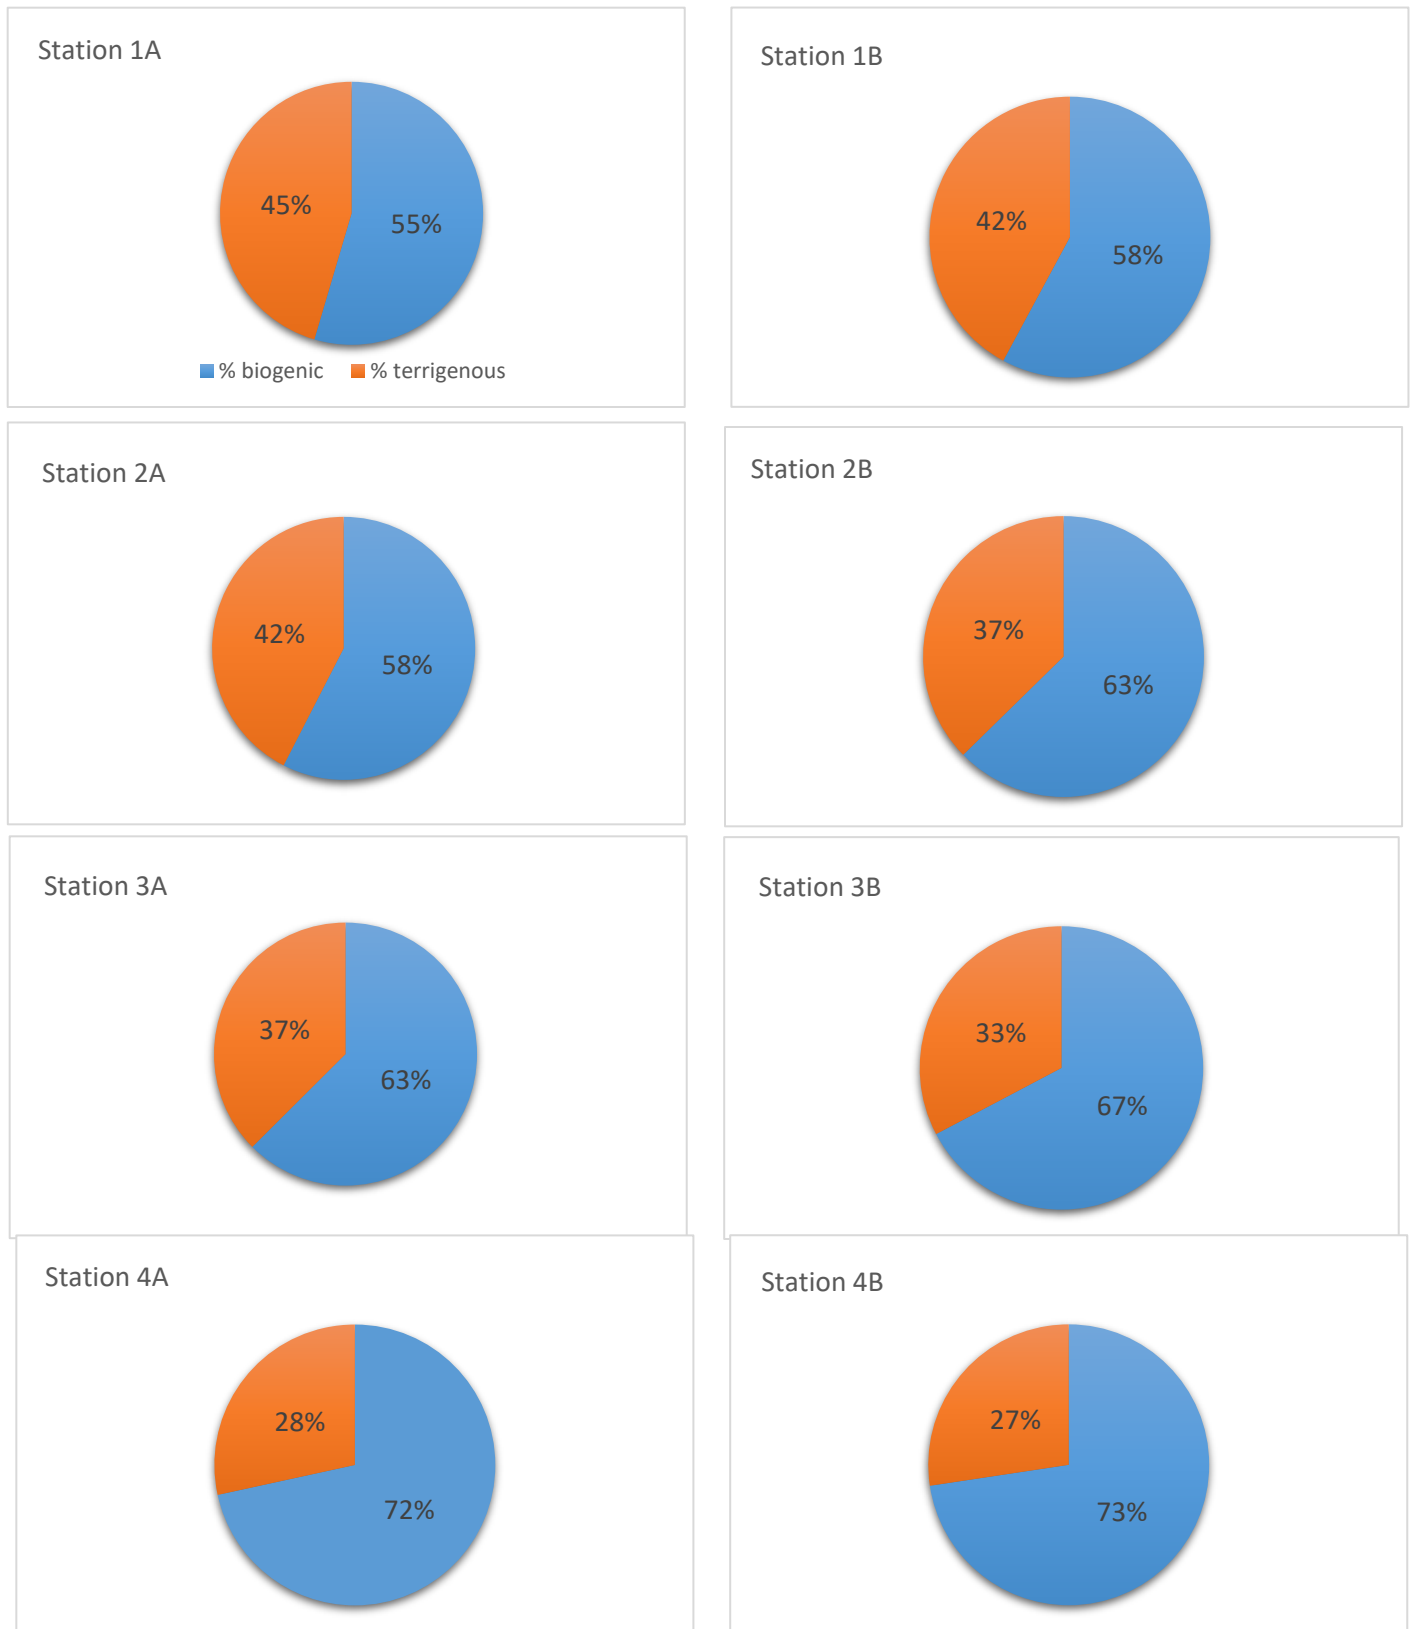 Station 1A
45%
55%
% biogenic % terrigenous
Station 1B
42%
58%
Station 2A
42%
58%
Station 2B
37%
63%
Station 3A
37%
63%
Station 3B
33%
67%
Station 4A
28%
72%
Station 4B
27%
73%